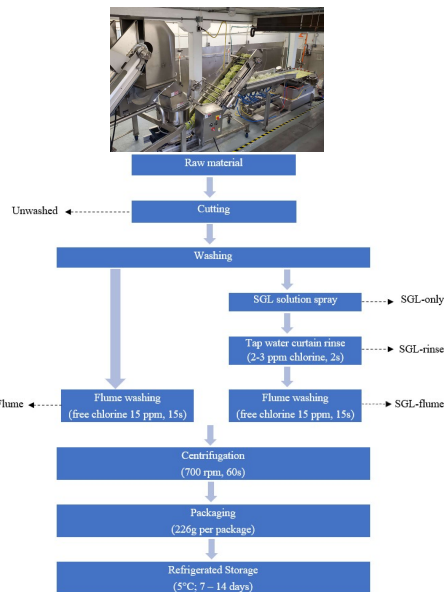 Raw material
Unwashed
Cutting
Washing
SGL solution spray
SGL-only
Tap water curtain rinse
(2-3 ppm chlorine, 2s)
SGL-rinse
Flume
Flume washing
(free chlorine 15 ppm, 15s)
Flume washing
(free chlorine 15 ppm, 15s)
SGL-flume
Centrifugation
(700 rpm, 60s)
Packaging
(226g per package)
Refrigerated Storage
(5°C; 7 – 14 days)